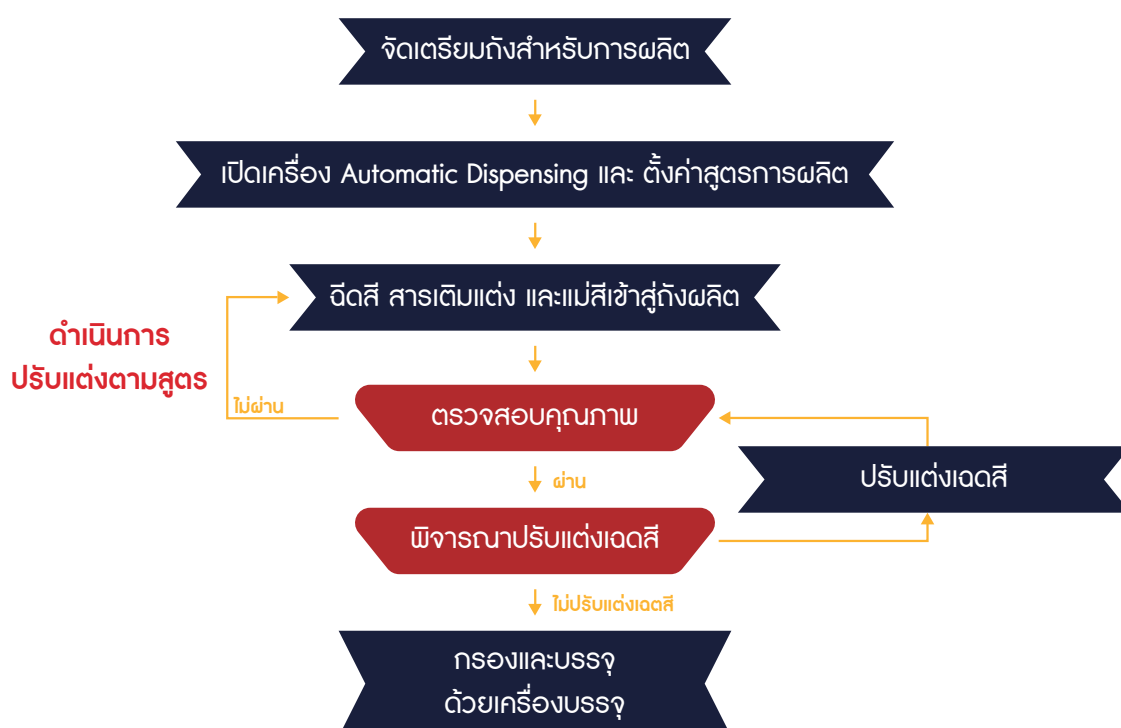 จัดเตรียมถังสำหรับการผลิต
เปิดเครื่อง Automatic Dispensing และ ตั้งค่าสูตรการผลิต
ฉีดสี สารเติมแต่ง และแม่สีเข้าสู่ถังผลิต
ดำเนินการ
ปรับแต่งตามสูตร
ไม่ผ่าน
ตรวจสอบคุณภาพ
ปรับแต่งเฉดสี
ผ่าน
พิจารณาปรับแต่งเฉดสี
ไม่ปรับแต่งเฉตสี
กรองและบรรจุ
ด้วยเครื่องบรรจุ